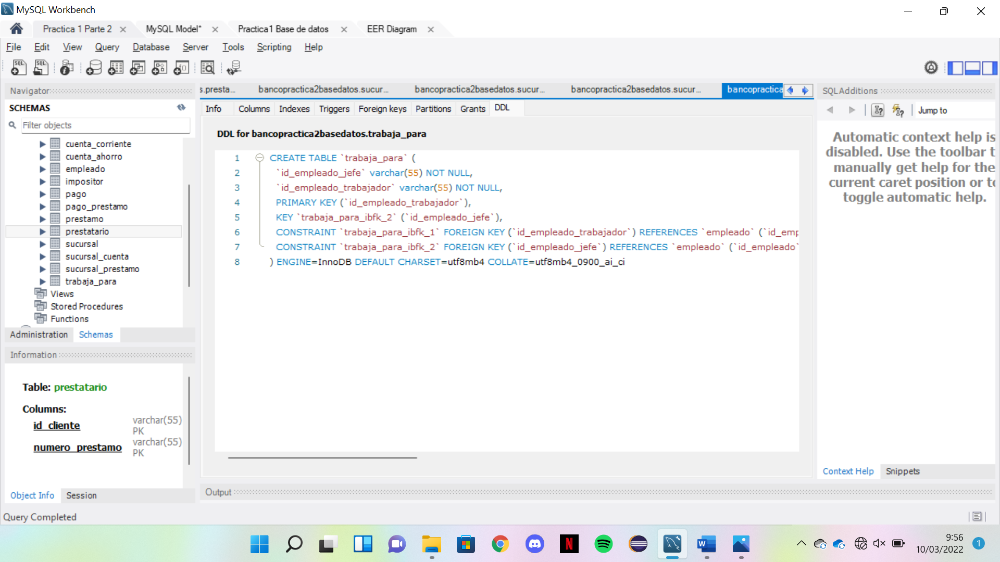 MySQL Workbench
Practica 1 Parte 2
MySQL Model*
Practica1 Base de datos
EER Diagram
File Edit View Query Database Server Tools Scripting Help
Navigator
s.presta...
bancopractica2basedatos.sucur...
bancopractica2basedatos.sucur...
bancopractica2basedatos.sucur...
bancopractica
SQLAdditions
SCHEMAS
Filter objects
Info Columns Indexes Triggers Foreign keys Partitions Grants DDL
Jump to
cuenta_corriente
cuenta_ahorro
empleado
impositor
pago
pago_prestamo
prestamo
prestatario
sucursal
sucursal_cuenta
sucursal_prestamo
trabaja_para
Views
Stored Procedures
Functions
Administration Schemas
Information
Table: prestatario
Columns:
id_cliente varchar(55)
PK
numero_prestamo varchar(55)
PK
Object Info Session
DDL for bancopractica2basedatos.trabaja_para
1 CREATE TABLE `trabaja_para` (
2 `id_empleado_jefe` varchar(55) NOT NULL,
3 `id_empleado_trabajador` varchar(55) NOT NULL,
4 PRIMARY KEY (`id_empleado_trabajador`),
5 KEY `trabaja_para_ibfk_2` (`id_empleado_jefe`),
6 CONSTRAINT `trabaja_para_ibfk_1` FOREIGN KEY (`id_empleado_trabajador`) REFERENCES `empleado` (`id_emp
7 CONSTRAINT `trabaja_para_ibfk_2` FOREIGN KEY (`id_empleado_jefe`) REFERENCES `empleado` (`id_empleado`
8 ) ENGINE=InnoDB DEFAULT CHARSET=utf8mb4 COLLATE=utf8mb4_0900_ai_ci
Automatic context help is
disabled. Use the toolbar t
manually get help for the
current caret position or to
toggle automatic help.
Context Help Snippets
Output
Query Completed
9:56
10/03/2022
1